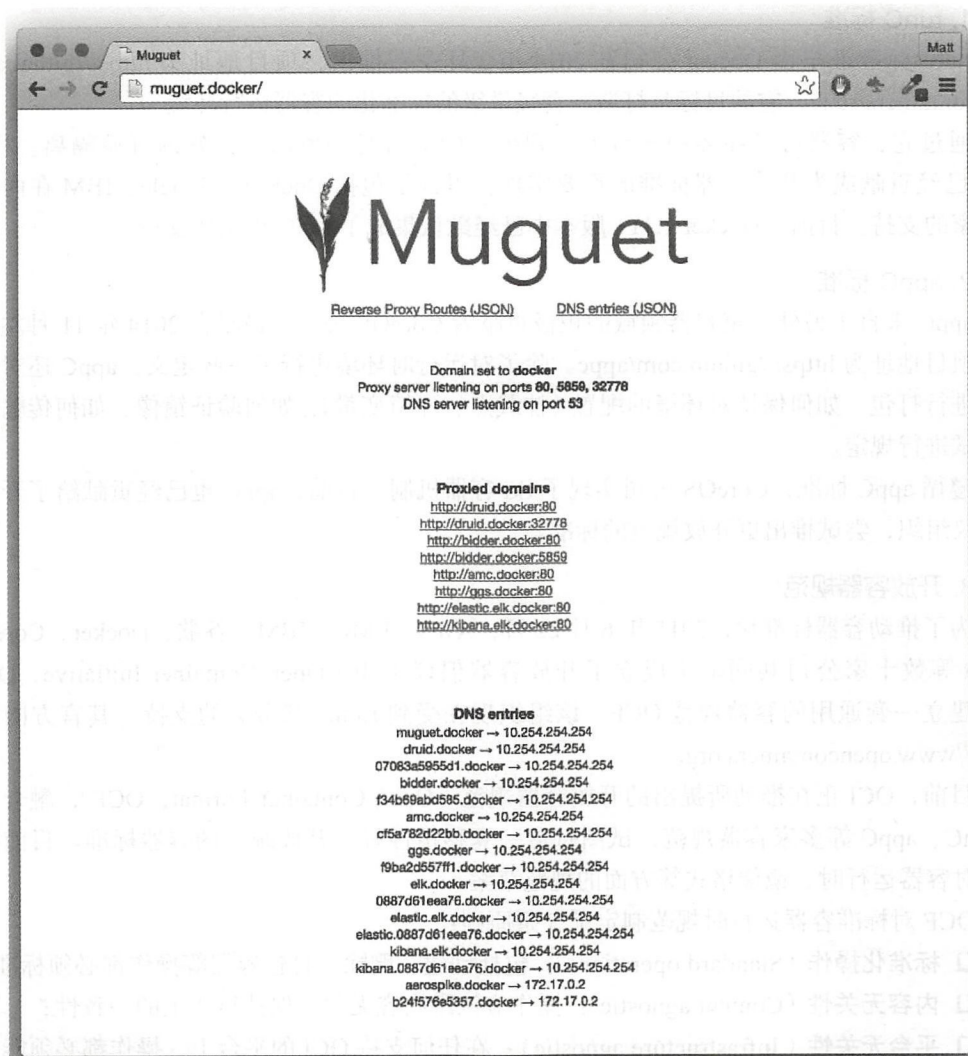 Muguet
Matt
muguet.docker/
Muguet
Reverse Proxy Routes (JSON) DNS entries (JSON)
Domain set to docker
Proxy server listening on ports 80, 5859, 32778
DNS server listening on port 53
Proxied domains
http://druid.docker:80
http://druid.docker:32778
http://bidder.docker:80
http://bidder.docker:5859
http://amc.docker:80
http://ggs.docker:80
http://elastic.elk.docker:80
http://kibana.elk.docker:80
DNS entries
muguet.docker → 10.254.254.254
druid.docker → 10.254.254.254
07083a5955d1.docker → 10.254.254.254
bidder.docker → 10.254.254.254
f34b69abd585.docker → 10.254.254.254
amc.docker → 10.254.254.254
cf5a782d22bb.docker → 10.254.254.254
ggs.docker → 10.254.254.254
f9ba2d557ff1.docker → 10.254.254.254
elk.docker → 10.254.254.254
0887d61eea76.docker → 10.254.254.254
elastic.elk.docker → 10.254.254.254
elastic.0887d61eea76.docker → 10.254.254.254
kibana.elk.docker → 10.254.254.254
kibana.0887d61eea76.docker → 10.254.254.254
aerospike.docker → 172.17.0.2
b24f576e5357.docker → 172.17.0.2